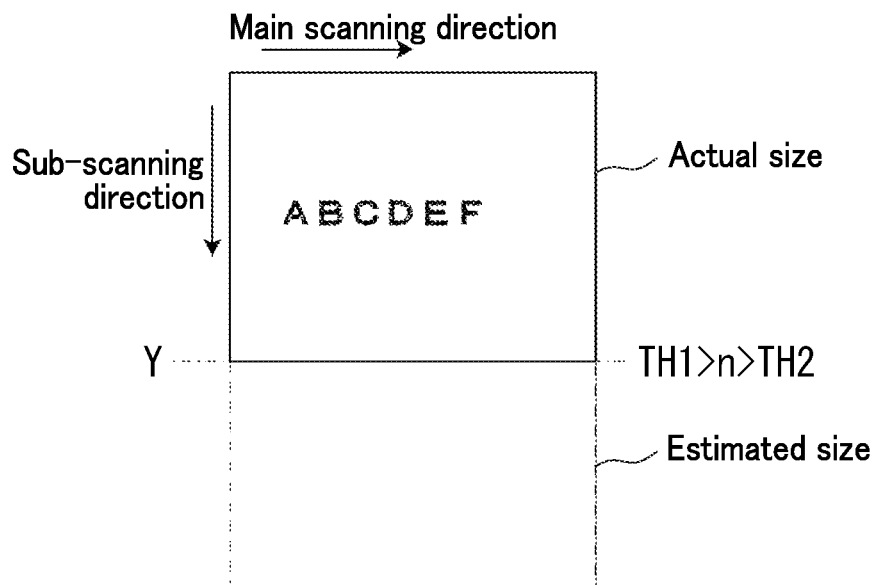 Main scanning direction
Sub-scanning
direction
Actual size
ABCDEF
Y
TH1>n>TH2
Estimated size